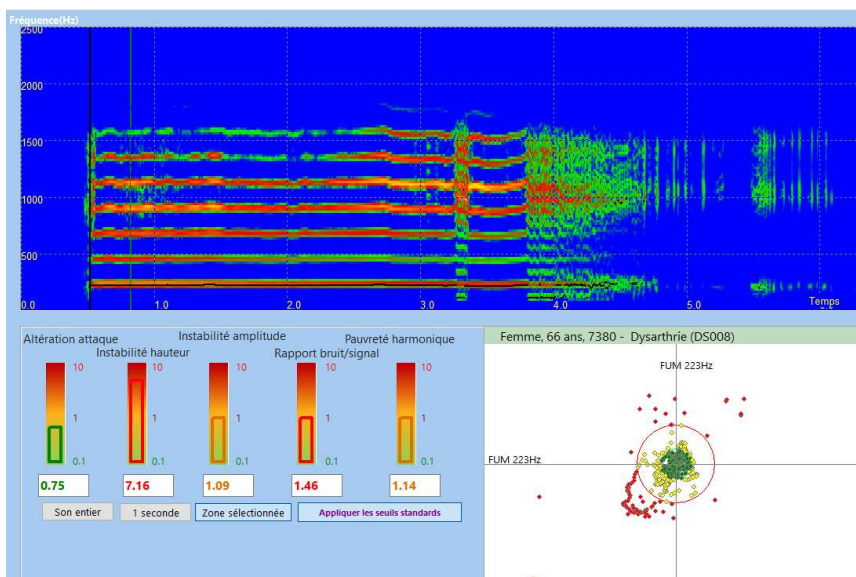 Fréquence(Hz)
2500
2000
1500
1000
500
0.0 1.0 2.0 3.0 4.0 5.0
Temps
Altération attaque Instabilité amplitude Pauvreté harmonique
Instabilité hauteur Rapport bruit/signal
10 10 10 10 10
1 1 1 1 1
0.1 0.1 0.1 0.1 0.1
0.75 7.16 1.09 1.46 1.14
Son entier 1 seconde Zone sélectionnée Appliquer les seuils standards
Femme, 66 ans, 7380 - Dysarthrie (DS008)
FUM 223Hz
FUM 223Hz